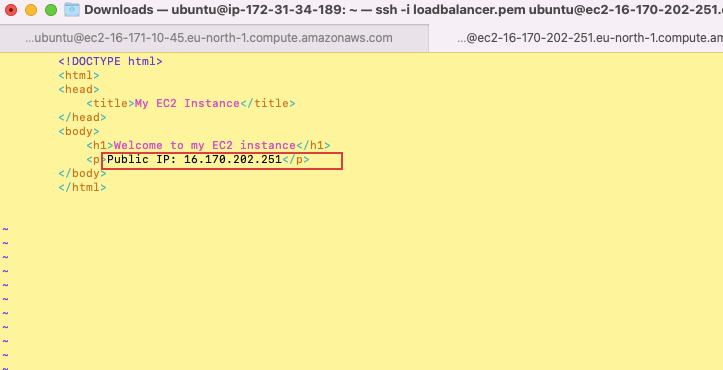 Downloads — ubuntu@ip-172-31-34-189: ~ — ssh -i loadbalancer.pem ubuntu@ec2-16-170-202-251.
...ubuntu@ec2-16-171-10-45.eu-north-1.compute.amazonaws.com ...@ec2-16-170-202-251.eu-north-1.compute.am
<!DOCTYPE html>
<html>
<head>
<title>My EC2 Instance</title>
</head>
<body>
<h1>Welcome to my EC2 instance</h1>
<p>Public IP: 16.170.202.251</p>
</body>
</html>
~
~
~
~
~
~
~
~
~
~
~